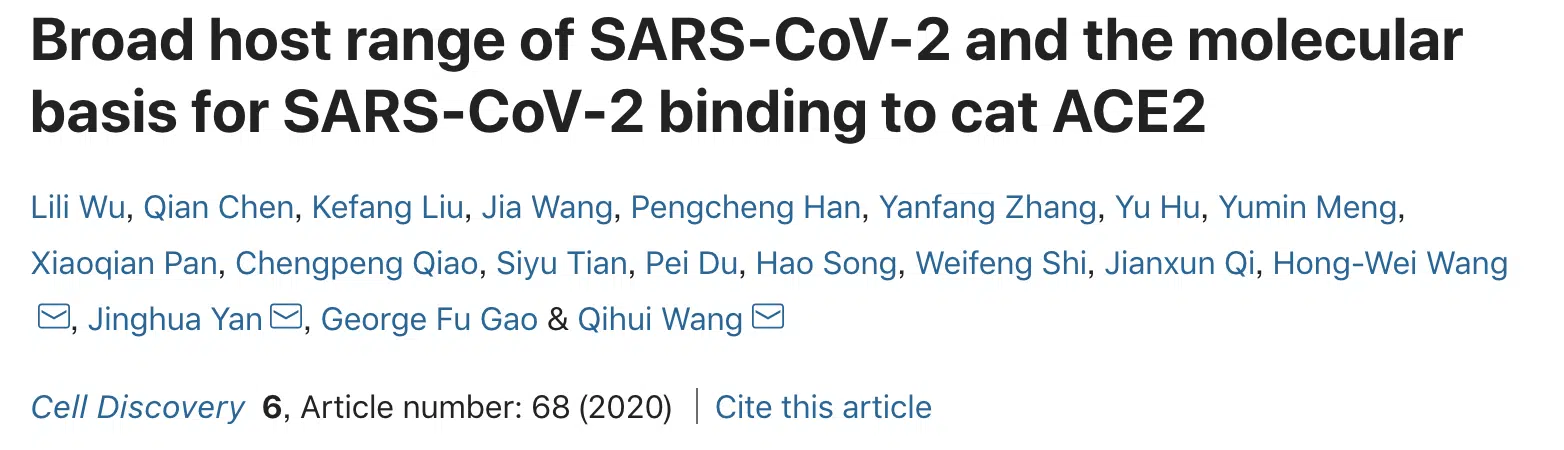 Broad host range of SARS-CoV-2 and the molecular
basis for SARS-CoV-2 binding to cat ACE2
Lili Wu, Qian Chen, Kefang Liu, Jia Wang, Pengcheng Han, Yanfang Zhang, Yu Hu, Yumin Meng,
Xiaoqian Pan, Chengpeng Qiao, Siyu Tian, Pei Du, Hao Song, Weifeng Shi, Jianxun Qi, Hong-Wei Wang
, Jinghua Yan, George Fu Gao & Qihui Wang
Cell Discovery 6, Article number: 68 (2020) | Cite this article